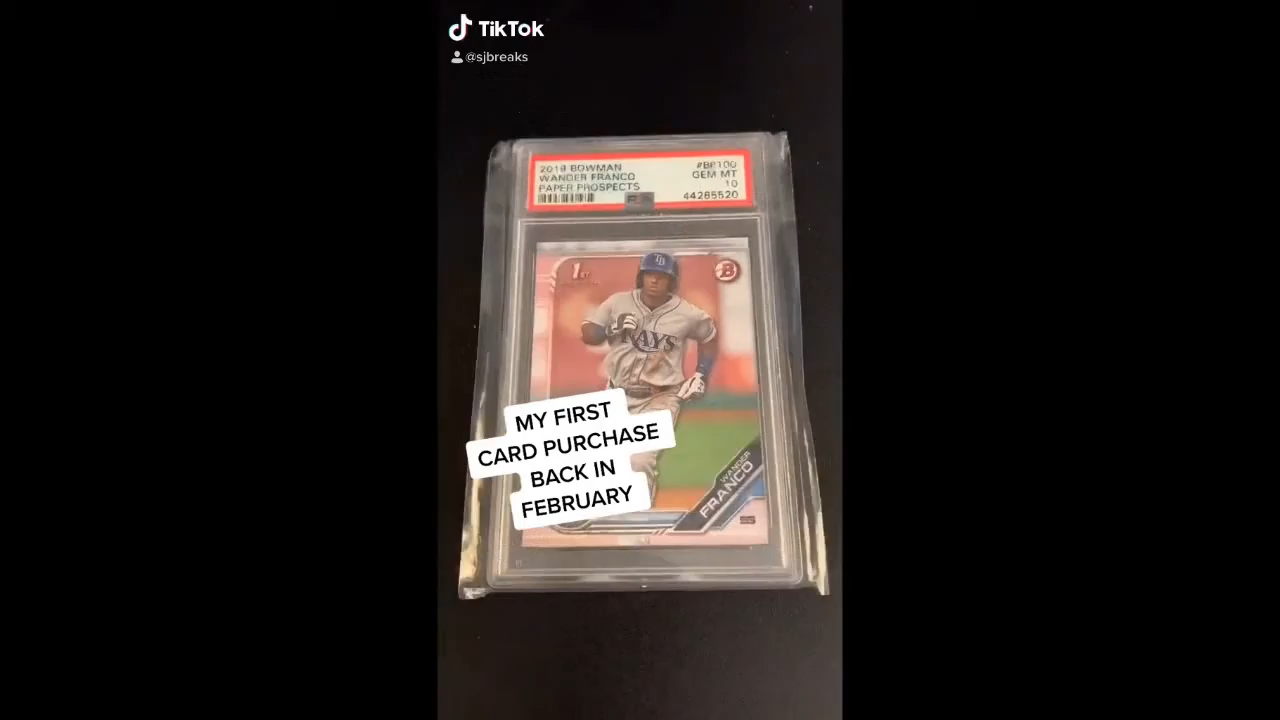 TikTok
@sjbreaks
2019 BOWMAN #BP100
WANDER FRANCO GEM MT
PAPER PROSPECTS 10
44265520
1ST
B
TB
RAYS
WANDER
FRANCO
MY FIRST
CARD PURCHASE
BACK IN
FEBRUARY